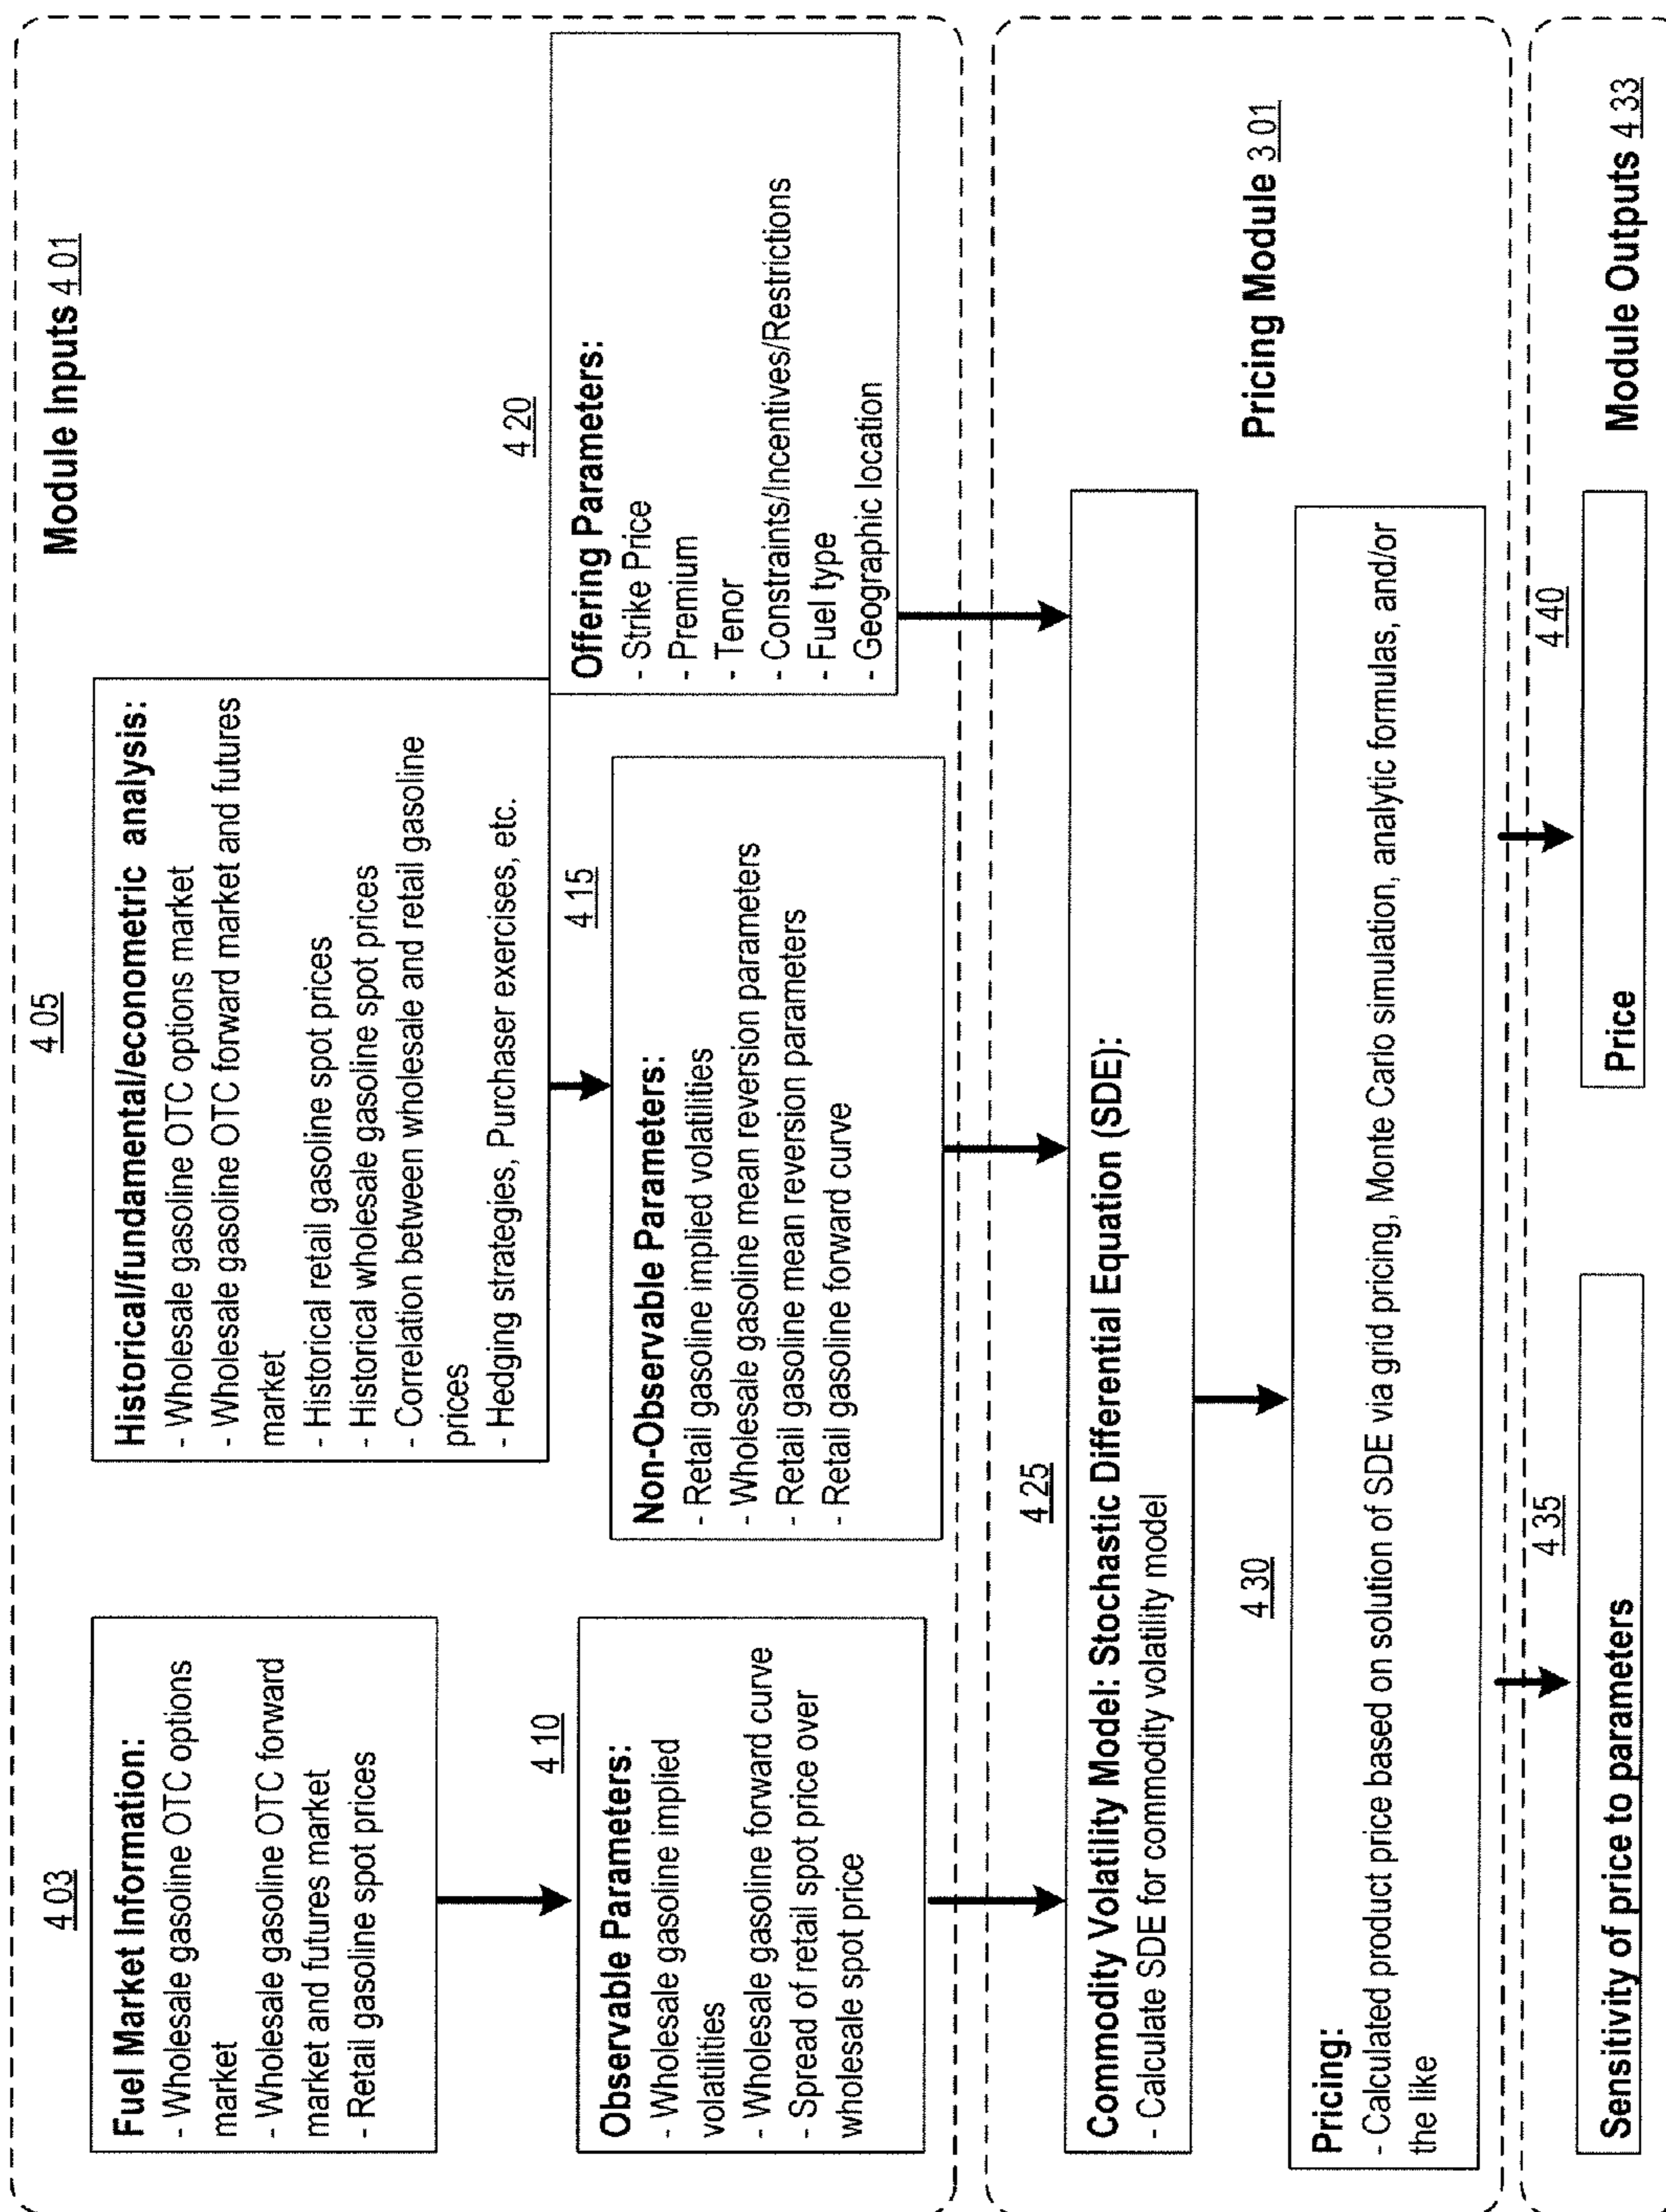 Module Inputs 4 01
4 03
Fuel Market Information:
- Wholesale gasoline OTC options
market
- Wholesale gasoline OTC forward
market and futures market
- Retail gasoline spot prices
4 05
Historical/fundamental/econometric analysis:
- Wholesale gasoline OTC options market
- Wholesale gasoline OTC forward market and futures
market
- Historical retail gasoline spot prices
- Historical wholesale gasoline spot prices
- Correlation between wholesale and retail gasoline
prices
- Hedging strategies, Purchaser exercises, etc.
4 10
Observable Parameters:
- Wholesale gasoline implied
volatilities
- Wholesale gasoline forward curve
- Spread of retail spot price over
wholesale spot price
4 15
Non-Observable Parameters:
- Retail gasoline implied volatilities
- Wholesale gasoline mean reversion parameters
- Retail gasoline mean reversion parameters
- Retail gasoline forward curve
4 20
Offering Parameters:
- Strike Price
- Premium
- Tenor
- Constraints/Incentives/Restrictions
- Fuel type
- Geographic location
Pricing Module 3 01
4 25
Commodity Volatility Model: Stochastic Differential Equation (SDE):
- Calculate SDE for commodity volatility model
4 30
Pricing:
- Calculated product price based on solution of SDE via grid pricing, Monte Carlo simulation, analytic formulas, and/or
the like
Module Outputs 4 33
4 35
Sensitivity of price to parameters
4 40
Price